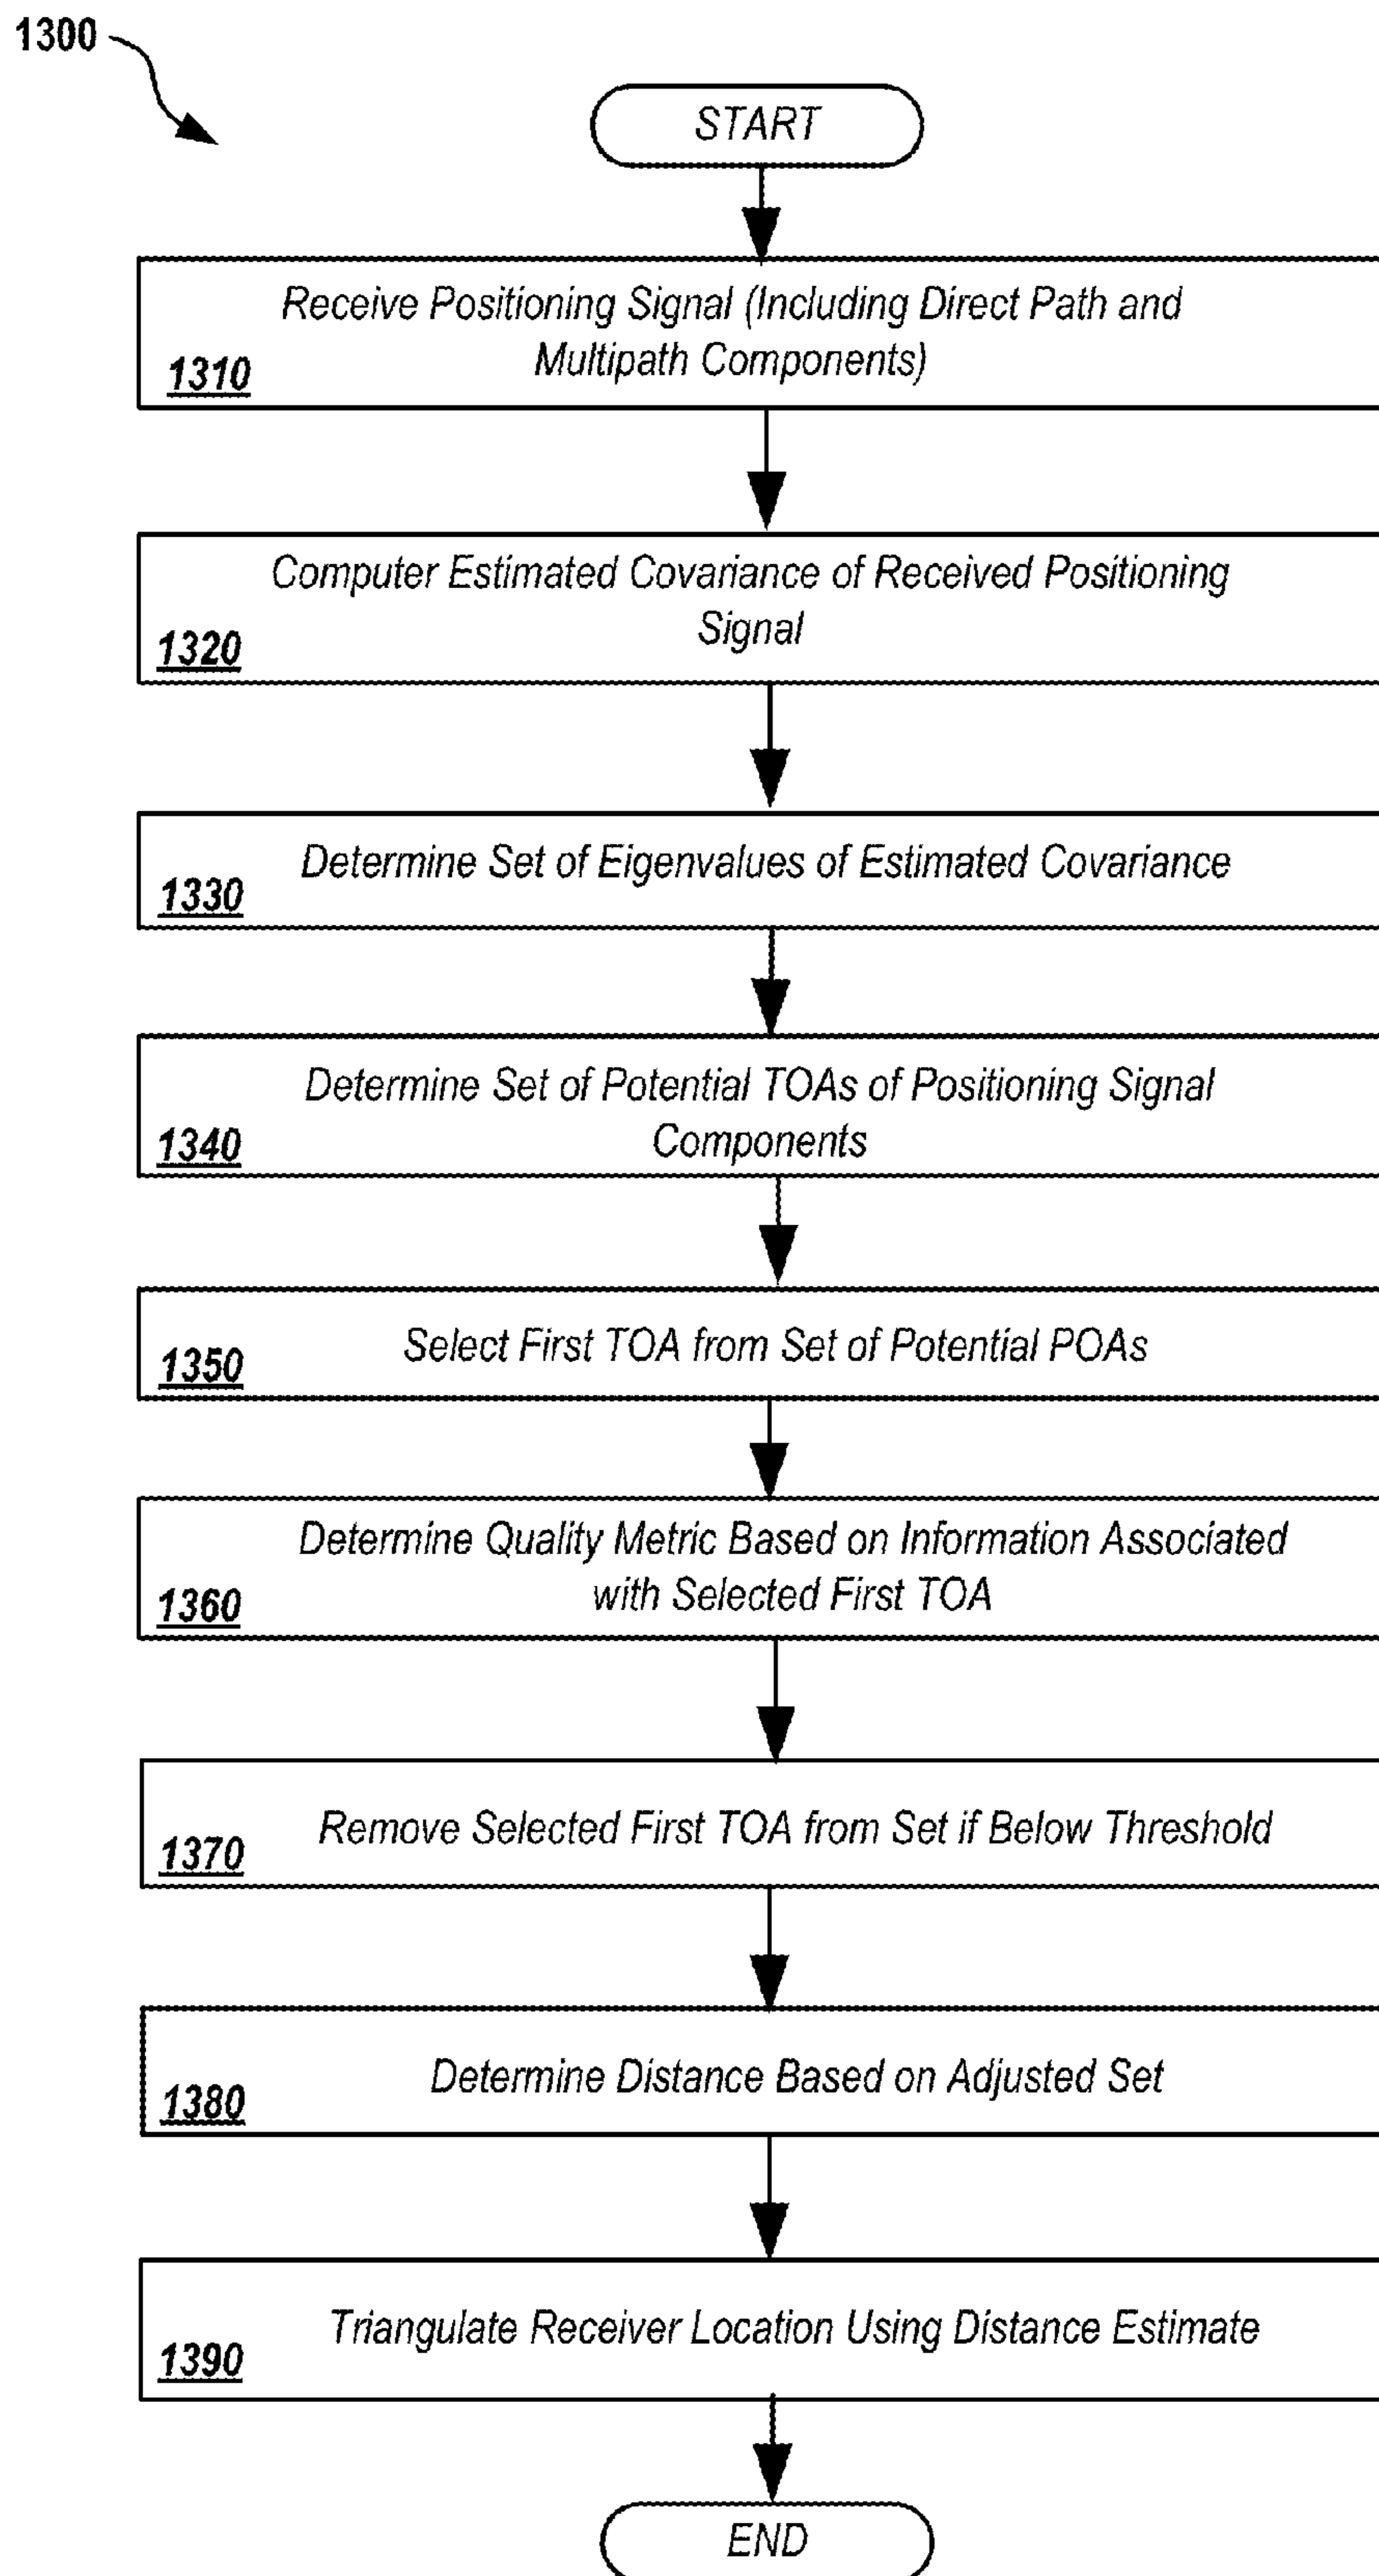 1300
START
Receive Positioning Signal (Including Direct Path and
Multipath Components)
1310
Computer Estimated Covariance of Received Positioning
Signal
1320
Determine Set of Eigenvalues of Estimated Covariance
1330
Determine Set of Potential TOAs of Positioning Signal
Components
1340
Select First TOA from Set of Potential POAs
1350
Determine Quality Metric Based on Information Associated
with Selected First TOA
1360
Remove Selected First TOA from Set if Below Threshold
1370
Determine Distance Based on Adjusted Set
1380
Triangulate Receiver Location Using Distance Estimate
1390
END